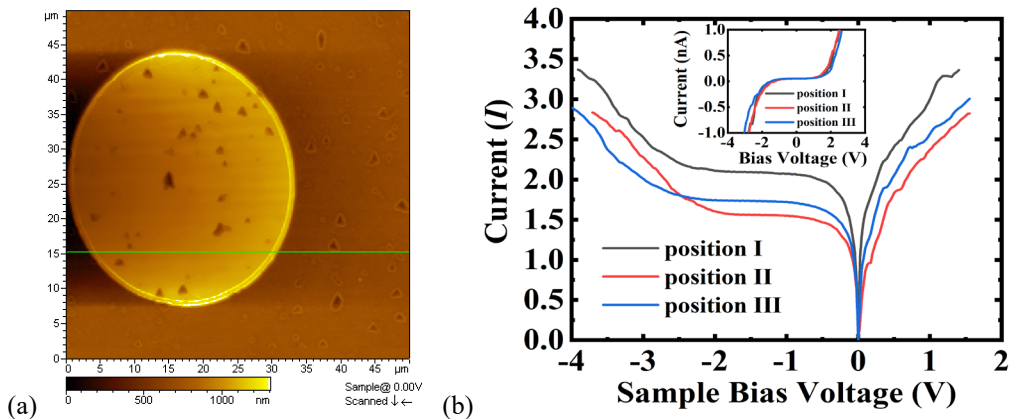 µm
45
40
35
30
25
20
15
10
5
0
0 5 10 15 20 25 30 35 40 µm
0 500 1000 nm
Sample@ 0.00V
Scanned ↓←
(a)
Current (I)
4.0
3.5
3.0
2.5
2.0
1.5
1.0
0.5
0.0
-4 -3 -2 -1 0 1 2
Sample Bias Voltage (V)
position I
position II
position III
Current (nA)
1.0
0.5
0.0
-0.5
-1.0
-4 -2 0 2 4
Bias Voltage (V)
position I
position II
position III
(b)